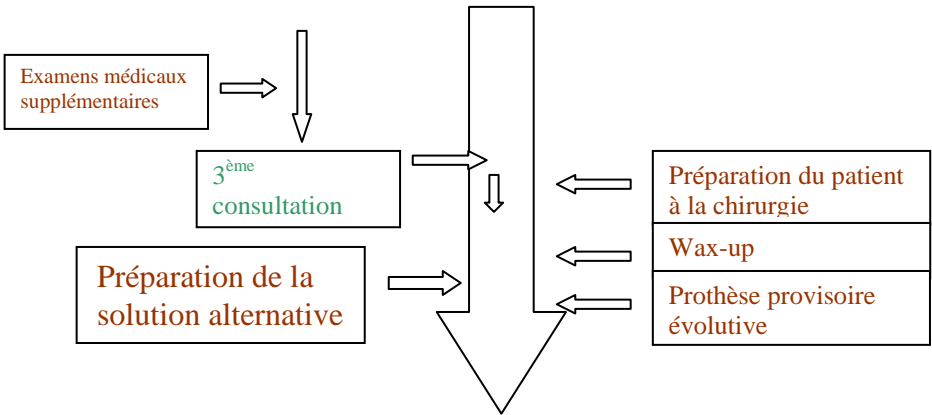 Examens médicaux
supplémentaires
3ème
consultation
Préparation de la
solution alternative
Préparation du patient
à la chirurgie
Wax-up
Prothèse provisoire
évolutive